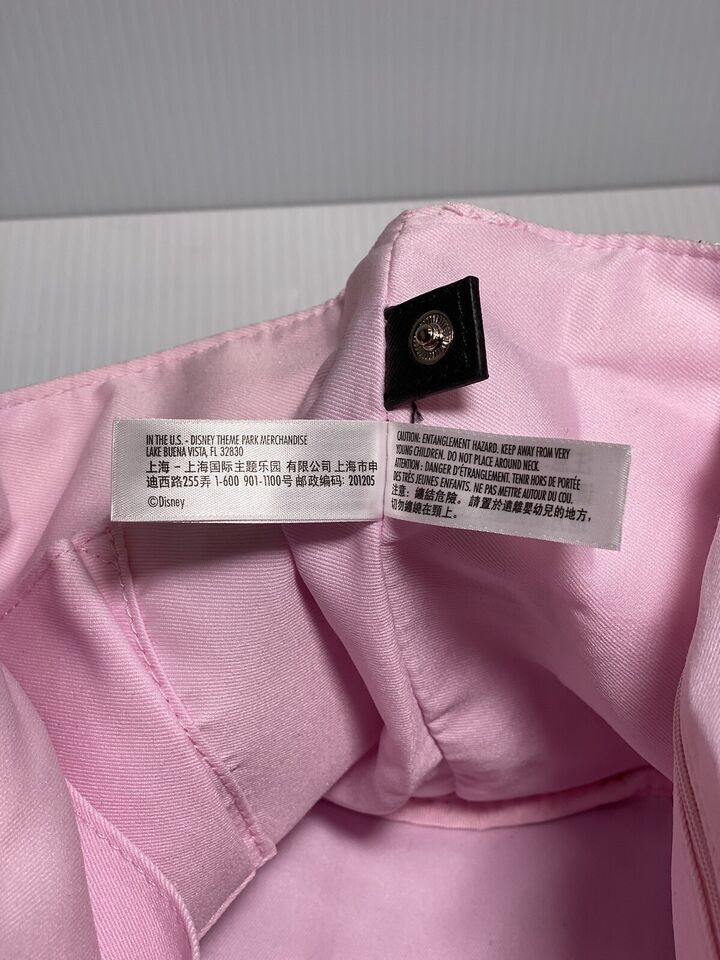 IN THE U.S. - DISNEY THEME PARK MERCHANDISE
LAKE BUENA VISTA, FL 32830
上海 - 上海国际主题乐园 有限公司 上海市申
迪西路255弄 1-600 901-1100号 邮政编码: 201205
©Disney
CAUTION: ENTANGLEMENT HAZARD. KEEP AWAY FROM VERY
YOUNG CHILDREN. DO NOT PLACE AROUND NECK.
ATTENTION : DANGER D'ÉTRANGLEMENT. TENIR HORS DE PORTÉE
DES TRÈS JEUNES ENFANTS. NE PAS METTRE AUTOUR DU COU.
注意: 纏結危險。請置於遠離嬰幼兒的地方,
切勿纏繞在頸上。